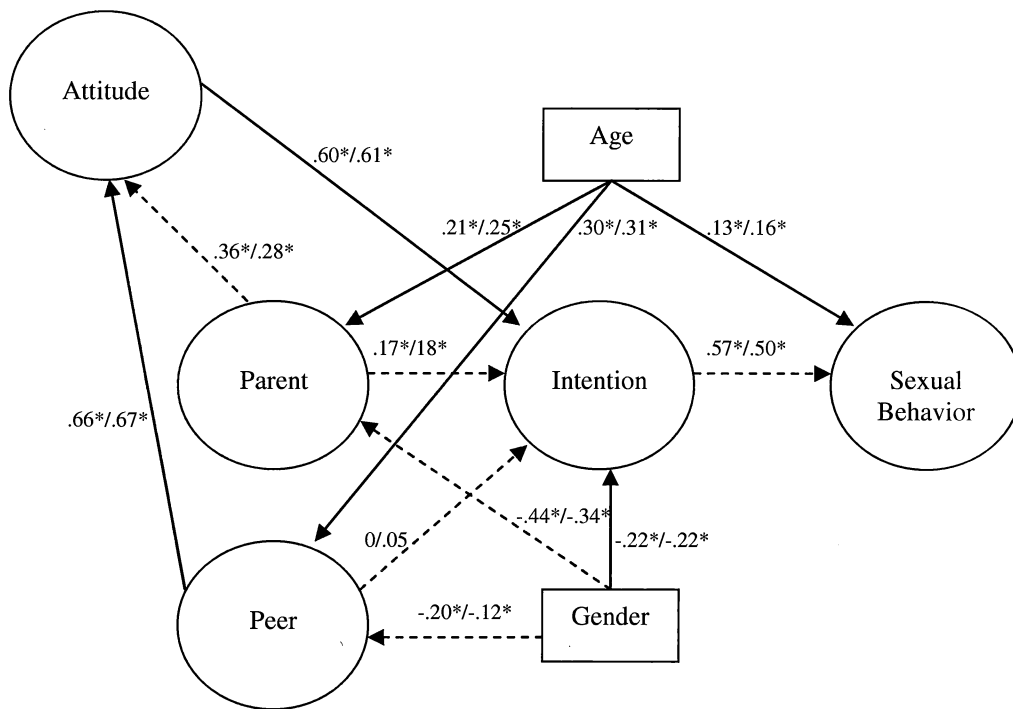 Attitude
Age
.60*/.61*
.21*/.25*
.30*/.31*
.13*/.16*
.36*/.28*
Parent
.17*/18*
Intention
.57*/.50*
Sexual
Behavior
.66*/.67*
-.44*/-.34*
0/.05
-.22*/-.22*
Peer
-.20*/-.12*
Gender